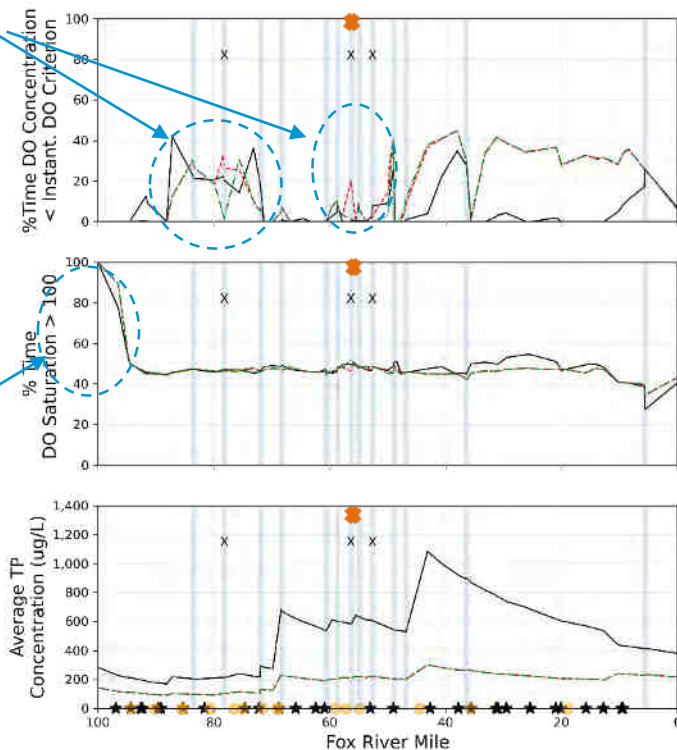 %Time DO Concentration
< Instant. DO Criterion
100
80
60
40
20
0
X X X
% Time
DO Saturation > 100
100
80
60
40
20
0
X X X
Average TP
Concentration (ug/L)
1,400
1,200
1,000
800
600
400
200
0
X X X
100 80 60 40 20 0
Fox River Mile